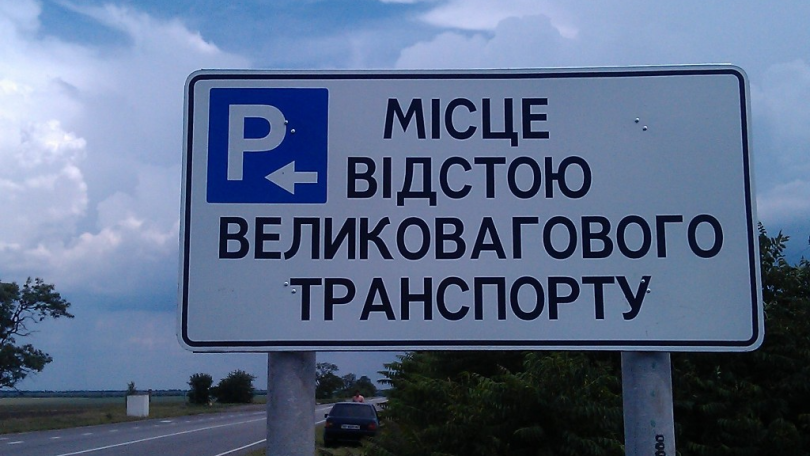 P
МІСЦЕ
ВІДСТОЮ
ВЕЛИКОВАГОВОГО
ТРАНСПОРТУ